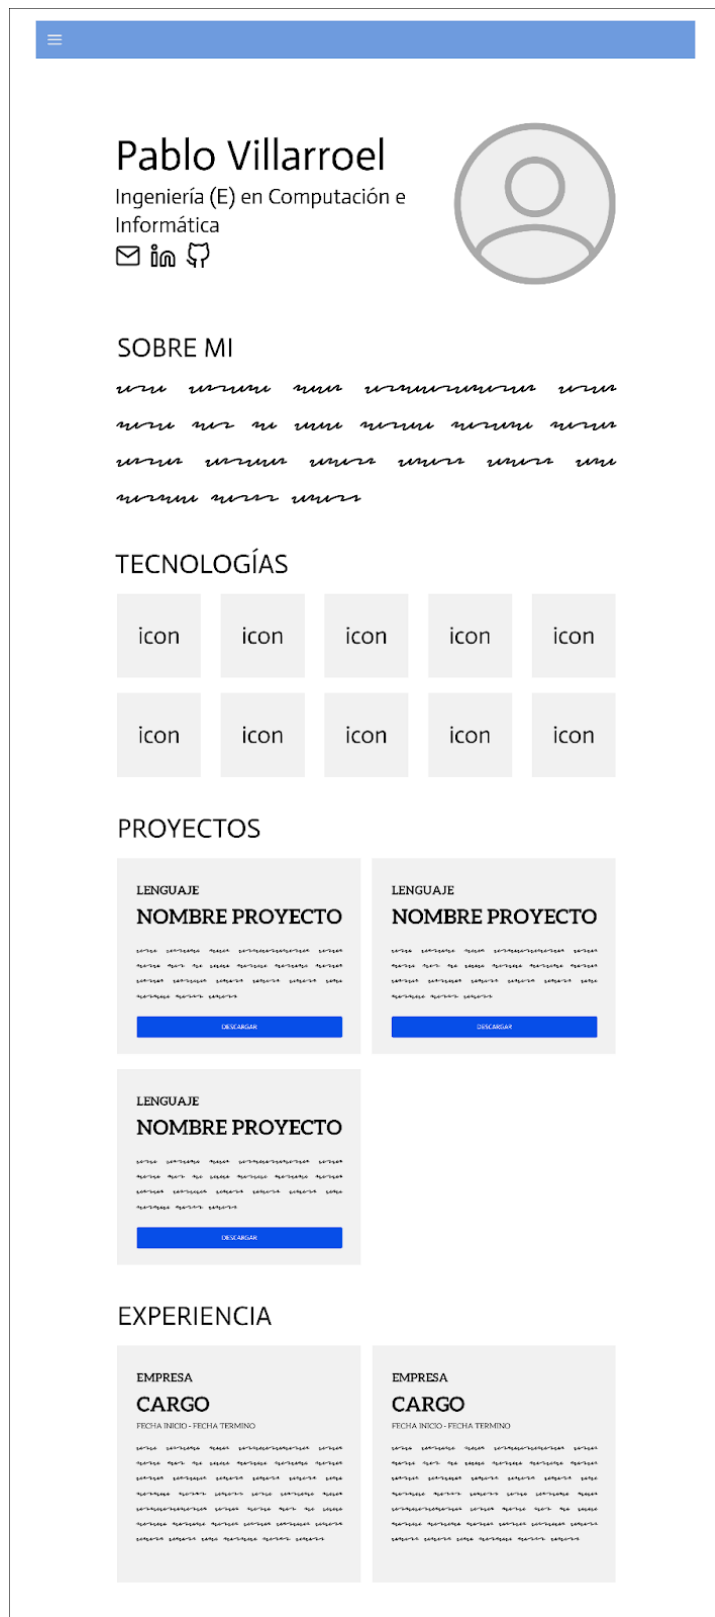 Pablo Villarroel
Ingeniería (E) en Computación e
Informática
SOBRE MI
TECNOLOGÍAS
icon icon icon icon icon
icon icon icon icon icon
PROYECTOS
LENGUAJE
NOMBRE PROYECTO
DESCARGAR
LENGUAJE
NOMBRE PROYECTO
DESCARGAR
LENGUAJE
NOMBRE PROYECTO
DESCARGAR
EXPERIENCIA
EMPRESA
CARGO
FECHA INICIO - FECHA TERMINO
EMPRESA
CARGO
FECHA INICIO - FECHA TERMINO